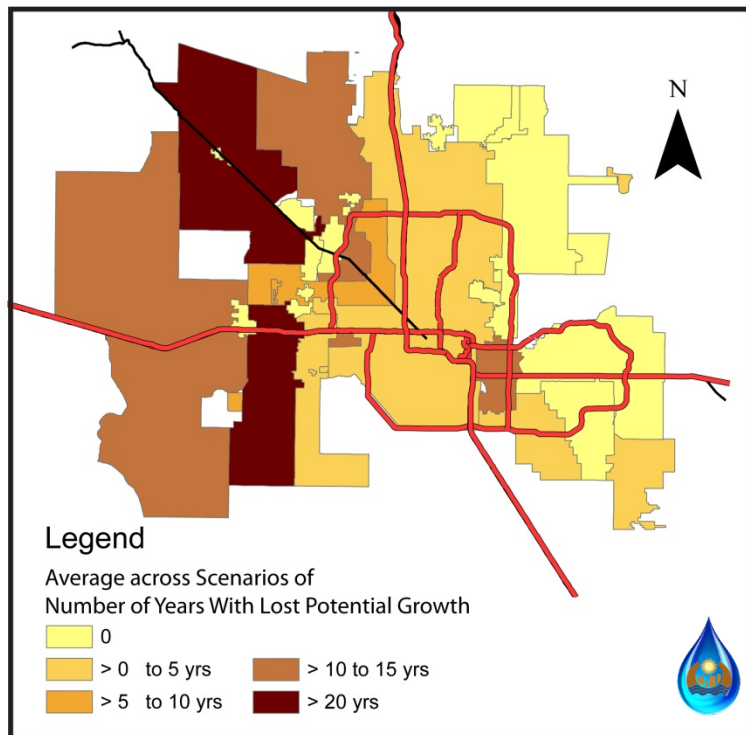 N
Legend
Average across Scenarios of
Number of Years With Lost Potential Growth
0
> 0 to 5 yrs
> 10 to 15 yrs
> 5 to 10 yrs
> 20 yrs